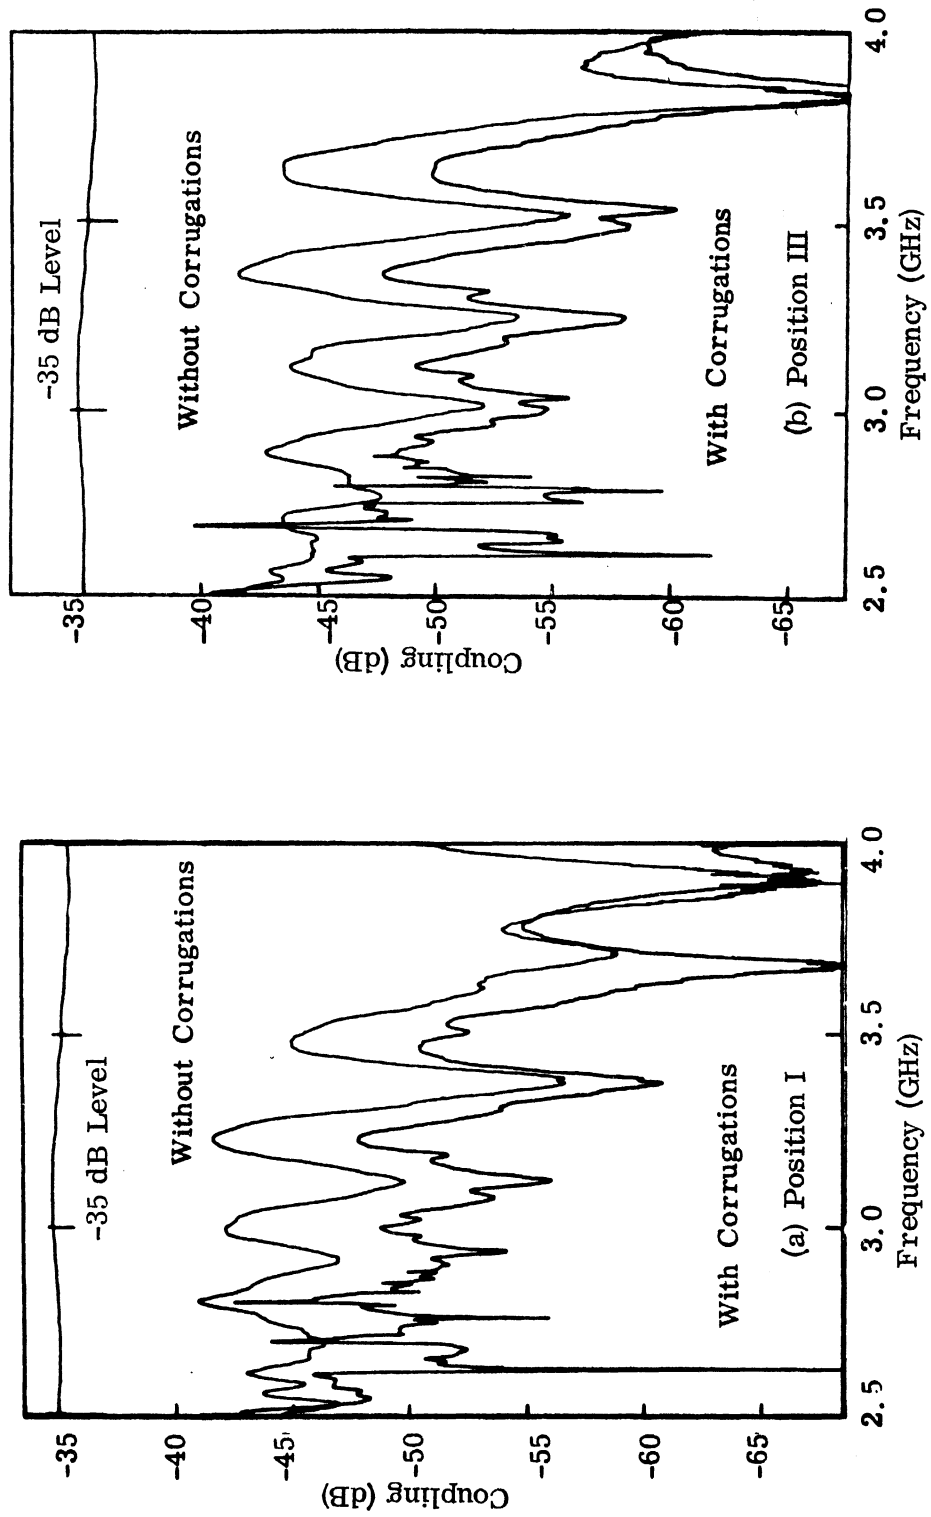 -35 dB Level
Without Corrugations
With Corrugations
(a) Position I
-35
-40
-45
-50
-55
-60
-65
Coupling (dB)
2.5
3.0
3.5
4.0
Frequency (GHz)
-35 dB Level
Without Corrugations
With Corrugations
(b) Position III
-35
-40
-45
-50
-55
-60
-65
Coupling (dB)
2.5
3.0
3.5
4.0
Frequency (GHz)